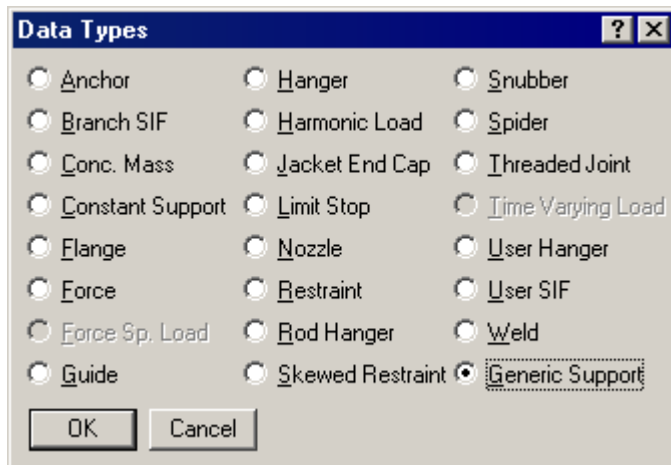 Data Types
Anchor Hanger Snubber
Branch SIF Harmonic Load Spider
Conc. Mass Jacket End Cap Threaded Joint
Constant Support Limit Stop Time Varying Load
Flange Nozzle User Hanger
Force Restraint User SIF
Force Sp. Load Rod Hanger Weld
Guide Skewed Restraint Generic Support
OK Cancel